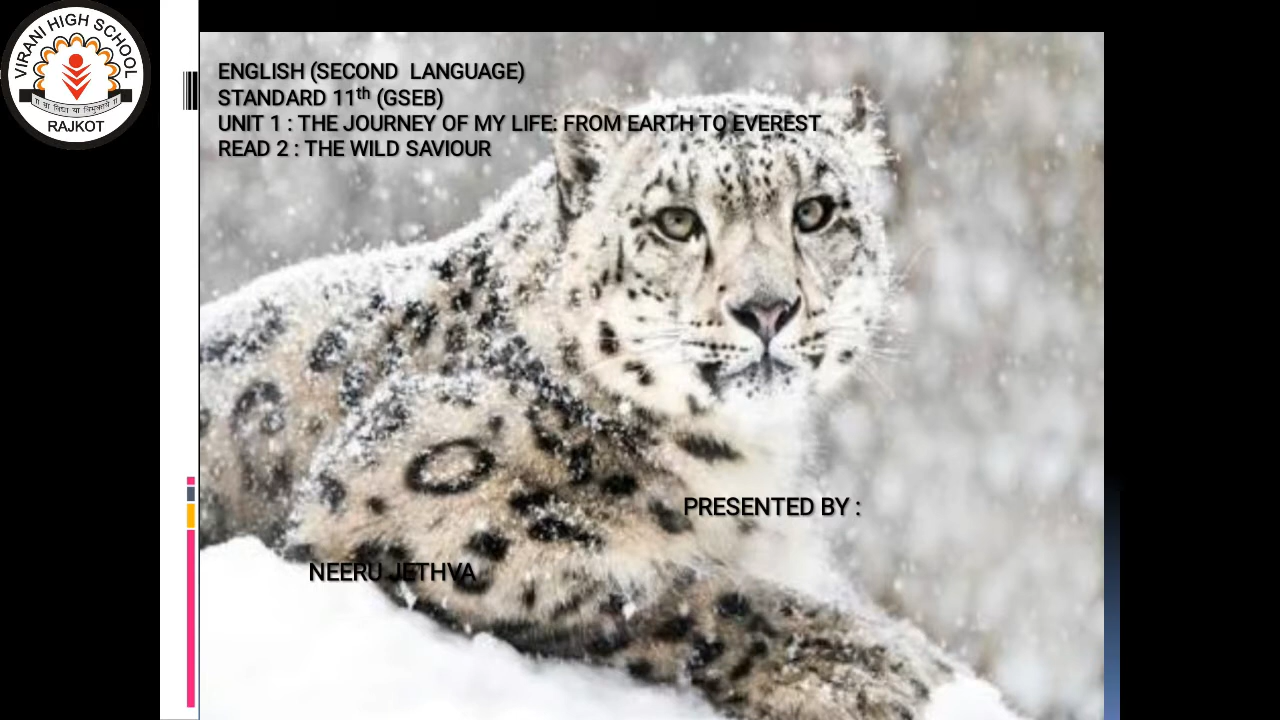 VIRANI HIGH SCHOOL
RAJKOT
ENGLISH (SECOND LANGUAGE)
STANDARD 11th (GSEB)
UNIT 1 : THE JOURNEY OF MY LIFE: FROM EARTH TO EVEREST
READ 2 : THE WILD SAVIOUR
PRESENTED BY :
NEERU JETHVA